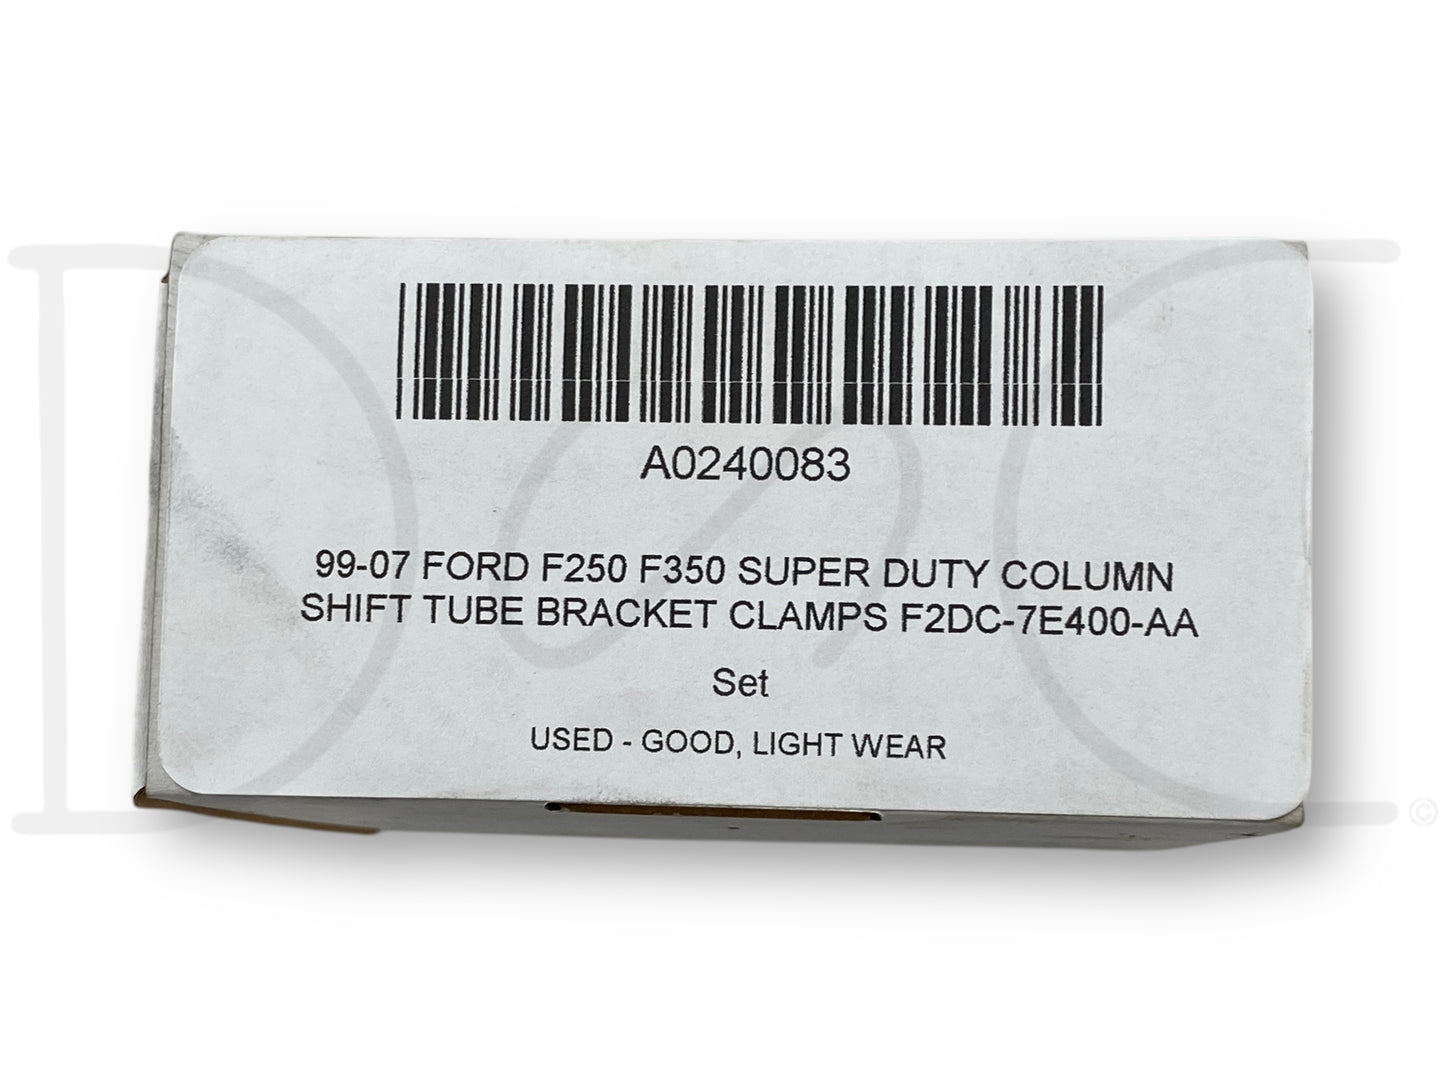 A0240083
99-07 FORD F250 F350 SUPER DUTY COLUMN
SHIFT TUBE BRACKET CLAMPS F2DC-7E400-AA
Set
USED - GOOD, LIGHT WEAR
©